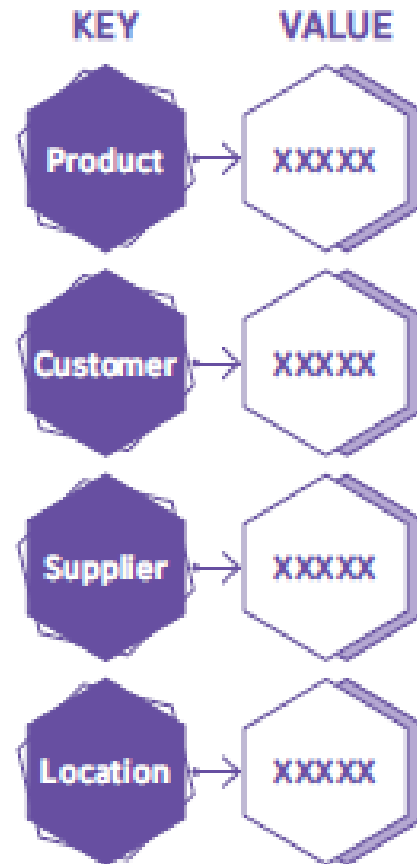 KEY VALUE
Product XXXXX
Customer XXXXX
Supplier XXXXX
Location XXXXX